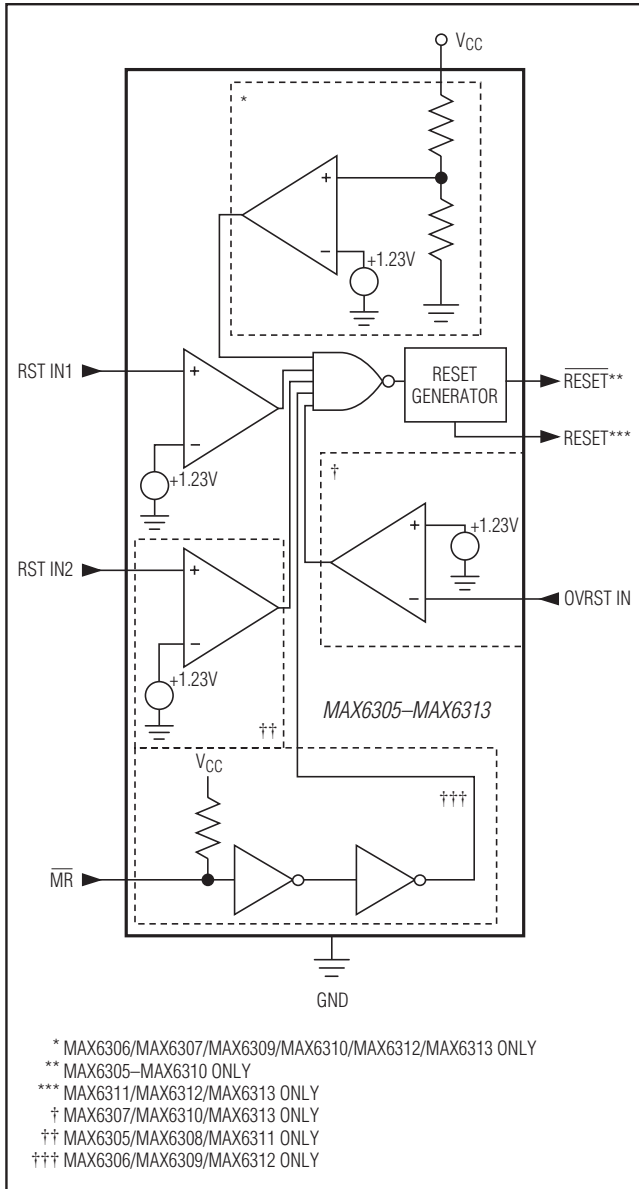 VCC
*
+
−
+1.23V
RST IN1
+
−
+1.23V
RESET
GENERATOR
RESET**
RESET***
†
+
+1.23V
−
OVRST IN
RST IN2
+
−
+1.23V
††
MAX6305–MAX6313
VCC
†††
MR
GND
* MAX6306/MAX6307/MAX6309/MAX6310/MAX6312/MAX6313 ONLY
** MAX6305–MAX6310 ONLY
*** MAX6311/MAX6312/MAX6313 ONLY
† MAX6307/MAX6310/MAX6313 ONLY
†† MAX6305/MAX6308/MAX6311 ONLY
††† MAX6306/MAX6309/MAX6312 ONLY